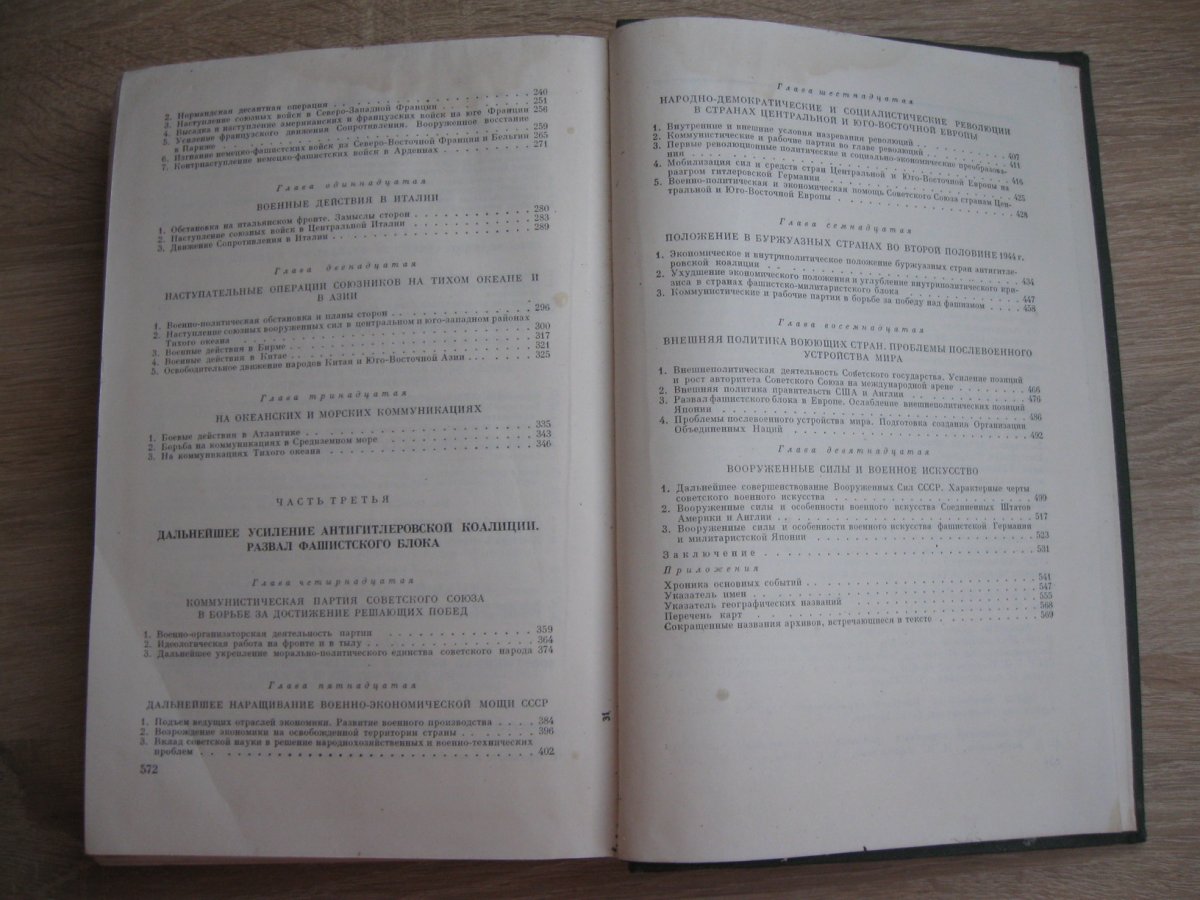 2. Нормандская десантная операция . . . 240
3. Наступление союзных войск в Северо-Западной Франции . . . 251
4. Высадка и наступление американских и французских войск на юге Франции 256
5. Усиление французского движения Сопротивления. Вооруженное восстание
в Париже . . . 259
6. Изгнание немецко-фашистских войск из Северо-Восточной Франции и Бельгии 265
7. Контрнаступление немецко-фашистских войск в Арденнах . . . 271
Глава одиннадцатая
ВОЕННЫЕ ДЕЙСТВИЯ В ИТАЛИИ
1. Обстановка на итальянском фронте. Замыслы сторон . . . 280
2. Наступление союзных войск в Центральной Италии . . . 283
3. Движение Сопротивления в Италии . . . 289
Глава двенадцатая
НАСТУПАТЕЛЬНЫЕ ОПЕРАЦИИ СОЮЗНИКОВ НА ТИХОМ ОКЕАНЕ И
В АЗИИ
1. Военно-политическая обстановка и планы сторон . . . 296
2. Наступление союзных вооруженных сил в центральном и юго-западном районах
Тихого океана . . . 300
3. Военные действия в Бирме . . . 317
4. Военные действия в Китае . . . 321
5. Освободительное движение народов Китая и Юго-Восточной Азии . . . 325
Глава тринадцатая
НА ОКЕАНСКИХ И МОРСКИХ КОММУНИКАЦИЯХ
1. Боевые действия в Атлантике . . . 335
2. Борьба на коммуникациях в Средиземном море . . . 343
3. На коммуникациях Тихого океана . . . 346
ЧАСТЬ ТРЕТЬЯ
ДАЛЬНЕЙШЕЕ УСИЛЕНИЕ АНТИГИТЛЕРОВСКОЙ КОАЛИЦИИ.
РАЗВАЛ ФАШИСТСКОГО БЛОКА
Глава четырнадцатая
КОММУНИСТИЧЕСКАЯ ПАРТИЯ СОВЕТСКОГО СОЮЗА
В БОРЬБЕ ЗА ДОСТИЖЕНИЕ РЕШАЮЩИХ ПОБЕД
1. Военно-организаторская деятельность партии . . . 359
2. Идеологическая работа на фронте и в тылу . . . 364
3. Дальнейшее укрепление морально-политического единства советского народа 374
Глава пятнадцатая
ДАЛЬНЕЙШЕЕ НАРАЩИВАНИЕ ВОЕННО-ЭКОНОМИЧЕСКОЙ МОЩИ СССР
1. Подъем ведущих отраслей экономики. Развитие военного производства . . . 384
2. Возрождение экономики на освобожденной территории страны . . . 396
3. Вклад советской науки в решение народнохозяйственных и военно-технических
проблем . . . 402
572
Глава шестнадцатая
НАРОДНО-ДЕМОКРАТИЧЕСКИЕ И СОЦИАЛИСТИЧЕСКИЕ РЕВОЛЮЦИИ
В СТРАНАХ ЦЕНТРАЛЬНОЙ И ЮГО-ВОСТОЧНОЙ ЕВРОПЫ
1. Внутренние и внешние условия назревания революций . . . 407
2. Коммунистические и рабочие партии во главе революций . . . 411
3. Первые революционные политические и социально-экономические преобразова-
ния . . . 416
4. Мобилизация сил и средств стран Центральной и Юго-Восточной Европы на
разгром гитлеровской Германии . . . 425
5. Военно-политическая и экономическая помощь Советского Союза странам Цен-
тральной и Юго-Восточной Европы . . . 428
Глава семнадцатая
ПОЛОЖЕНИЕ В БУРЖУАЗНЫХ СТРАНАХ ВО ВТОРОЙ ПОЛОВИНЕ 1944 г.
1. Экономическое и внутриполитическое положение буржуазных стран антигитле-
ровской коалиции . . . 434
2. Ухудшение экономического положения и углубление внутриполитического кри-
зиса в странах фашистско-милитаристского блока . . . 447
3. Коммунистические и рабочие партии в борьбе за победу над фашизмом . . . 458
Глава восемнадцатая
ВНЕШНЯЯ ПОЛИТИКА ВОЮЮЩИХ СТРАН. ПРОБЛЕМЫ ПОСЛЕВОЕННОГО
УСТРОЙСТВА МИРА
1. Внешнеполитическая деятельность Советского государства. Усиление позиций
и рост авторитета Советского Союза на международной арене . . . 466
2. Внешняя политика правительств США и Англии . . . 476
3. Развал фашистского блока в Европе. Ослабление внешнеполитических позиций
Японии . . . 486
4. Проблемы послевоенного устройства мира. Подготовка создания Организации
Объединенных Наций . . . 492
Глава девятнадцатая
ВООРУЖЕННЫЕ СИЛЫ И ВОЕННОЕ ИСКУССТВО
1. Дальнейшее совершенствование Вооруженных Сил СССР. Характерные черты
советского военного искусства . . . 499
2. Вооруженные силы и особенности военного искусства Соединенных Штатов
Америки и Англии . . . 517
3. Вооруженные силы и особенности военного искусства фашистской Германии
и милитаристской Японии . . . 523
Заключение . . . 531
Приложения
Хроника основных событий . . . 541
Указатель имен . . . 547
Указатель географических названий . . . 555
Перечень карт . . . 568
Сокращенные названия архивов, встречающиеся в тексте . . . 569